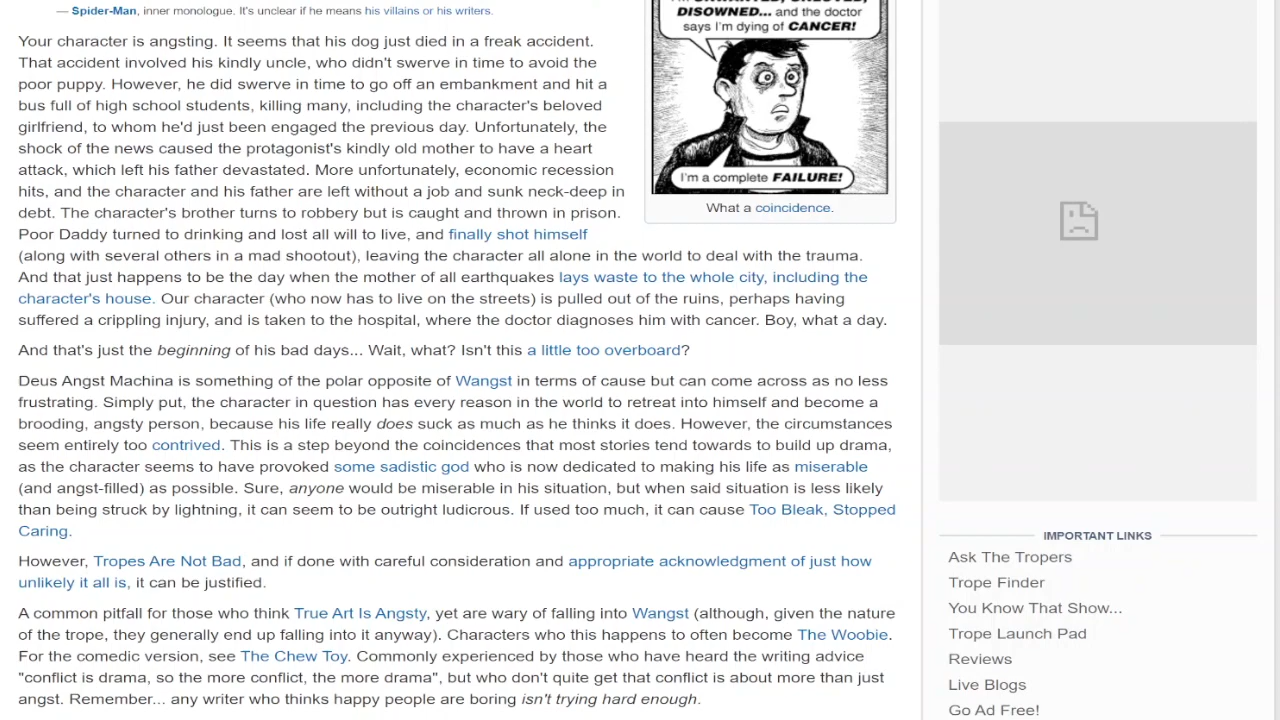 — Spider-Man, inner monologue. It's unclear if he means his villains or his writers.
DISOWNED... and the doctor
says I'm dying of CANCER!
I'm a complete FAILURE!
What a coincidence.
Your character is angsting. It seems that his dog just died in a freak accident.
That accident involved his kindly uncle, who didn't swerve in time to avoid the
poor puppy. However, he did swerve in time to go off an embankment and hit a
bus full of high school students, killing many, including the character's beloved
girlfriend, to whom he'd just been engaged the previous day. Unfortunately, the
shock of the news caused the protagonist's kindly old mother to have a heart
attack, which left his father devastated. More unfortunately, economic recession
hits; the character and his father are left without a job and sunk neck-deep in
debt. The character's brother turns to robbery but is caught and thrown in prison.
Poor Daddy turned to drinking and lost all will to live, and finally shot himself
(along with several others in a mad shootout), leaving the character all alone in the world to deal with the trauma.
And that just happens to be the day when the mother of all earthquakes lays waste to the whole city, including the
character's house. Our character (who now has to live on the streets) is pulled out of the ruins, perhaps having
suffered a crippling injury, and is taken to the hospital, where the doctor diagnoses him with cancer. Boy, what a day.
And that's just the beginning of his bad days... Wait, what? Isn't this a little too overboard?
Deus Angst Machina is something of the polar opposite of Wangst in terms of cause but can come across as no less
frustrating. Simply put, the character in question has every reason in the world to retreat into himself and become a
brooding, angsty person, because his life really does suck as much as he thinks it does. However, the circumstances
seem entirely too contrived. This is a step beyond the coincidences that most stories tend towards to build up drama,
as the character seems to have provoked some sadistic god who is now dedicated to making his life as miserable
(and angst-filled) as possible. Sure, anyone would be miserable in his situation, but when said situation is less likely
than being struck by lightning, it can seem to be outright ludicrous. If used too much, it can cause Too Bleak, Stopped
Caring.
However, Tropes Are Not Bad, and if done with careful consideration and appropriate acknowledgment of just how
unlikely it all is, it can be justified.
A common pitfall for those who think True Art Is Angsty, yet are wary of falling into Wangst (although, given the nature
of the trope, they generally end up falling into it anyway). Characters who this happens to often become The Woobie.
For the comedic version, see The Chew Toy. Commonly experienced by those who have heard the writing advice
"conflict is drama, so the more conflict, the more drama", but who don't quite get that conflict is about more than just
angst. Remember... any writer who thinks happy people are boring isn't trying hard enough.
IMPORTANT LINKS
Ask The Tropers
Trope Finder
You Know That Show...
Trope Launch Pad
Reviews
Live Blogs
Go Ad Free!